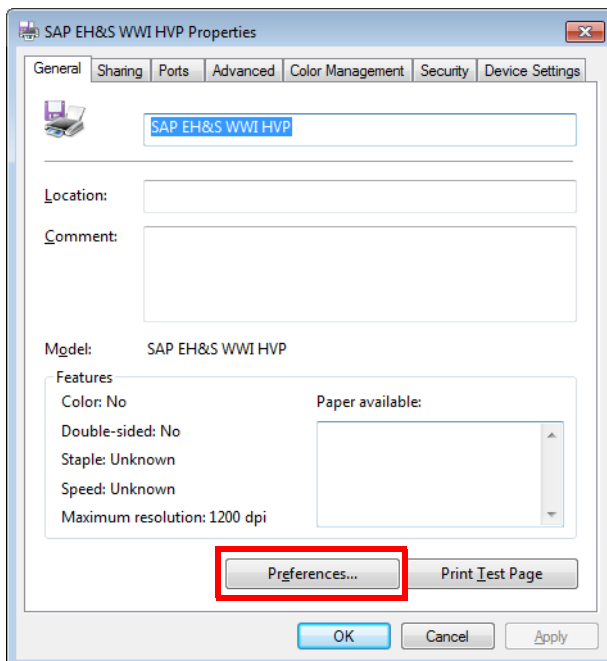 SAP EH&S WWI HVP Properties
General Sharing Ports Advanced Color Management Security Device Settings
SAP EH&S WWI HVP
Location:
Comment:
Model: SAP EH&S WWI HVP
Features
Color: No Paper available:
Double-sided: No
Staple: Unknown
Speed: Unknown
Maximum resolution: 1200 dpi
Preferences... Print Test Page
OK Cancel Apply